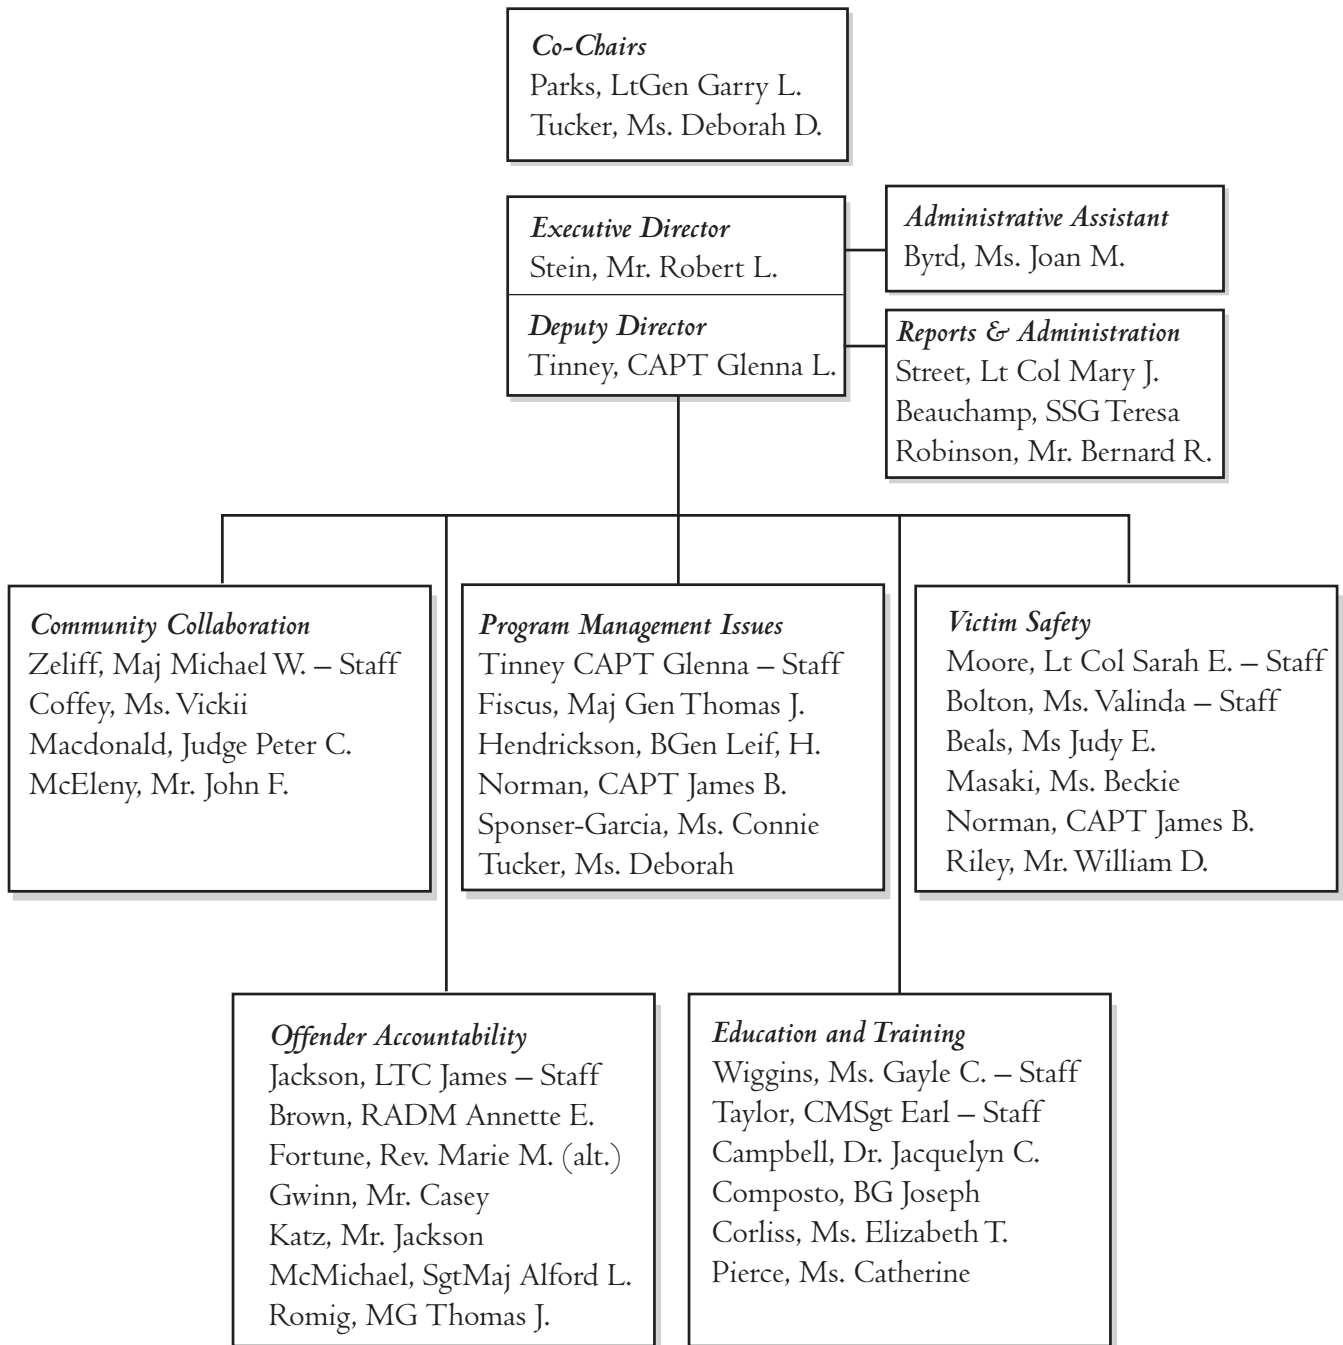 Co-Chairs
Parks, LtGen Garry L.
Tucker, Ms. Deborah D.
Executive Director
Stein, Mr. Robert L.
Administrative Assistant
Byrd, Ms. Joan M.
Deputy Director
Tinney, CAPT Glenna L.
Reports & Administration
Street, Lt Col Mary J.
Beauchamp, SSG Teresa
Robinson, Mr. Bernard R.
Community Collaboration
Zeliff, Maj Michael W. – Staff
Coffey, Ms. Vickii
Macdonald, Judge Peter C.
McEleny, Mr. John F.
Program Management Issues
Tinney CAPT Glenna – Staff
Fiscus, Maj Gen Thomas J.
Hendrickson, BGen Leif, H.
Norman, CAPT James B.
Sponser-Garcia, Ms. Connie
Tucker, Ms. Deborah
Victim Safety
Moore, Lt Col Sarah E. – Staff
Bolton, Ms. Valinda – Staff
Beals, Ms Judy E.
Masaki, Ms. Beckie
Norman, CAPT James B.
Riley, Mr. William D.
Offender Accountability
Jackson, LTC James – Staff
Brown, RADM Annette E.
Fortune, Rev. Marie M. (alt.)
Gwinn, Mr. Casey
Katz, Mr. Jackson
McMichael, SgtMaj Alford L.
Romig, MG Thomas J.
Education and Training
Wiggins, Ms. Gayle C. – Staff
Taylor, CMSgt Earl – Staff
Campbell, Dr. Jacquelyn C.
Composto, BG Joseph
Corliss, Ms. Elizabeth T.
Pierce, Ms. Catherine